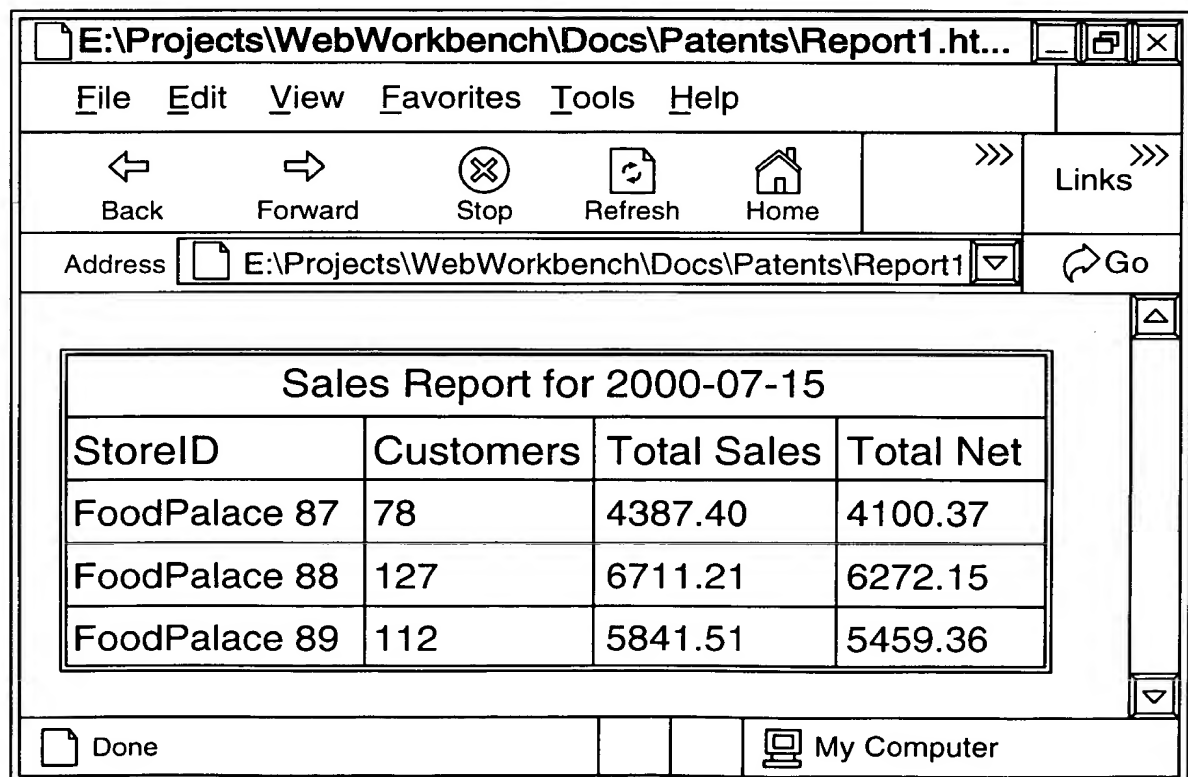 E:\Projects\WebWorkbench\Docs\Patents\Report1.ht...
File Edit View Favorites Tools Help
Back Forward Stop Refresh Home >>> Links >>>
Address E:\Projects\WebWorkbench\Docs\Patents\Report1 Go
Sales Report for 2000-07-15
StoreID Customers Total Sales Total Net
FoodPalace 87 78 4387.40 4100.37
FoodPalace 88 127 6711.21 6272.15
FoodPalace 89 112 5841.51 5459.36
Done My Computer